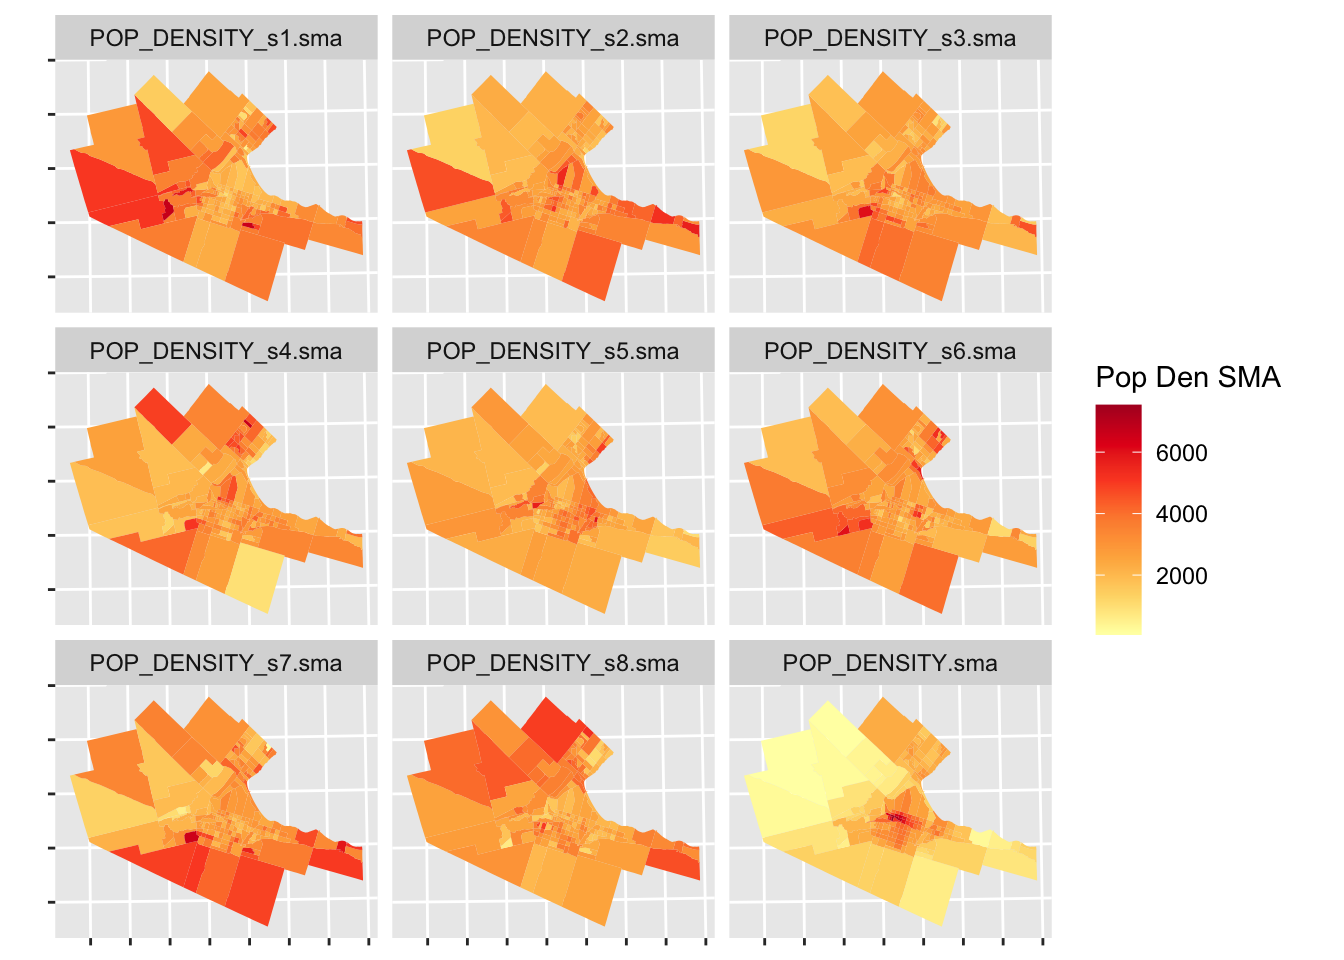 POP_DENSITY_s1.sma
POP_DENSITY_s2.sma
POP_DENSITY_s3.sma
POP_DENSITY_s4.sma
POP_DENSITY_s5.sma
POP_DENSITY_s6.sma
Pop Den SMA
6000
4000
2000
POP_DENSITY_s7.sma
POP_DENSITY_s8.sma
POP_DENSITY.sma